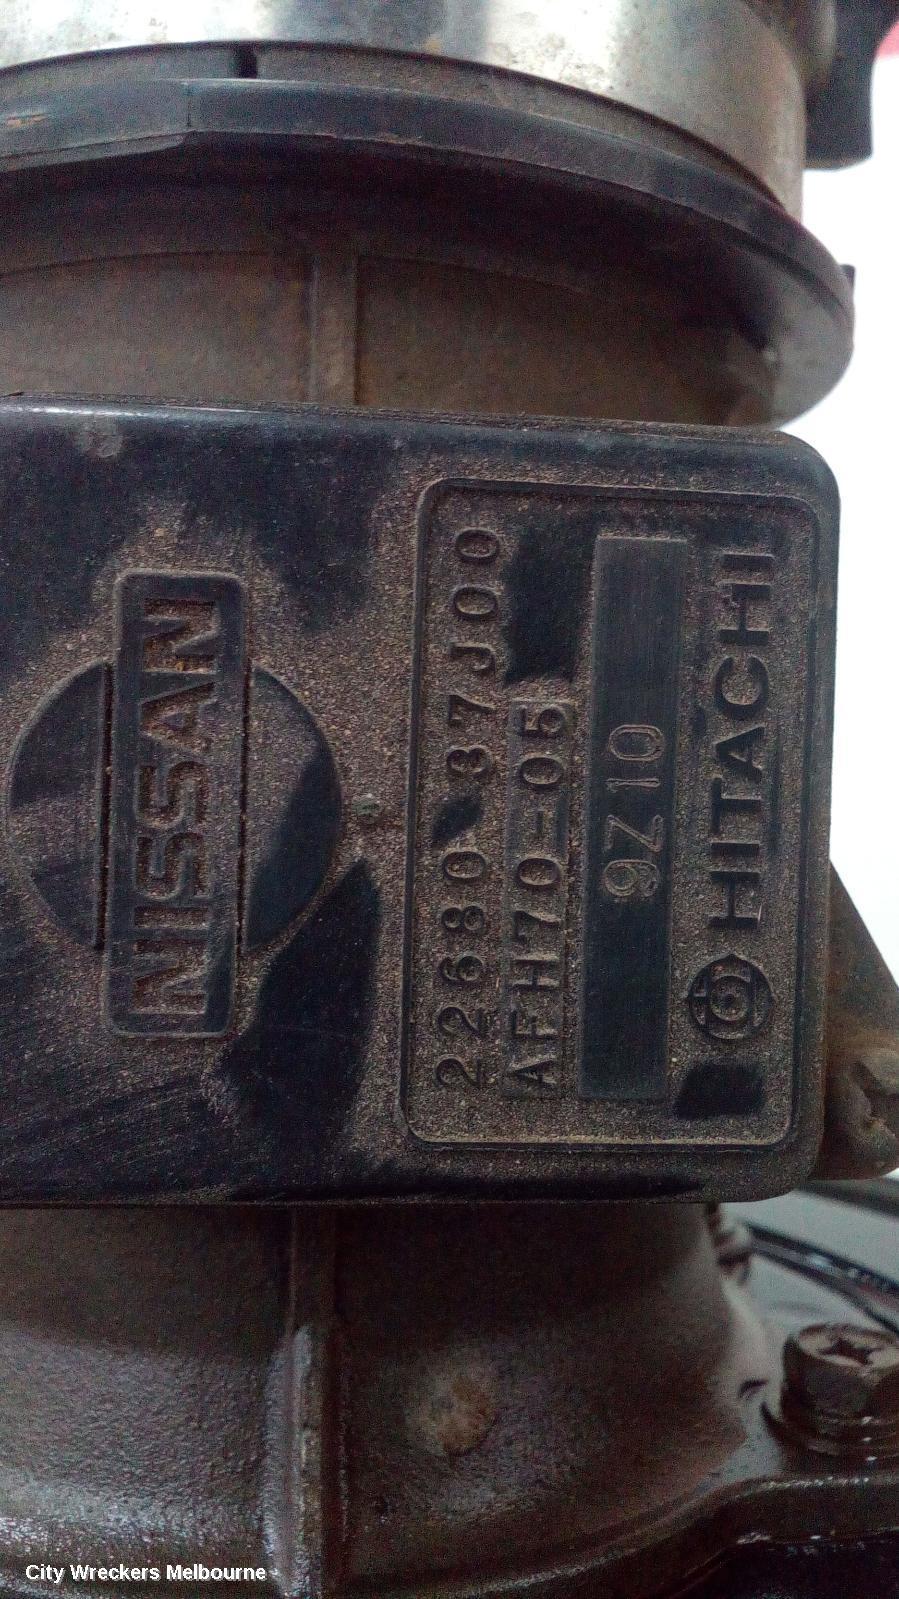 NISSAN
22680 37J00
AFH70-05
9Z10
HITACHI
City Wreckers Melbourne